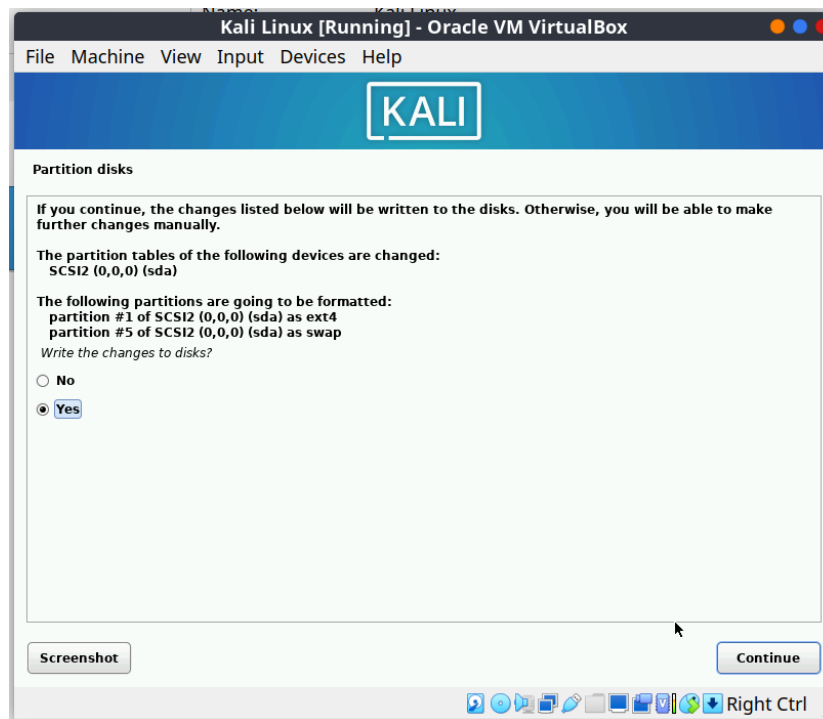 Name: Kali Linux
Kali Linux [Running] - Oracle VM VirtualBox
File Machine View Input Devices Help
KALI
Partition disks
If you continue, the changes listed below will be written to the disks. Otherwise, you will be able to make
further changes manually.
The partition tables of the following devices are changed:
SCSI2 (0,0,0) (sda)
The following partitions are going to be formatted:
partition #1 of SCSI2 (0,0,0) (sda) as ext4
partition #5 of SCSI2 (0,0,0) (sda) as swap
Write the changes to disks?
No
Yes
Screenshot Continue
Right Ctrl